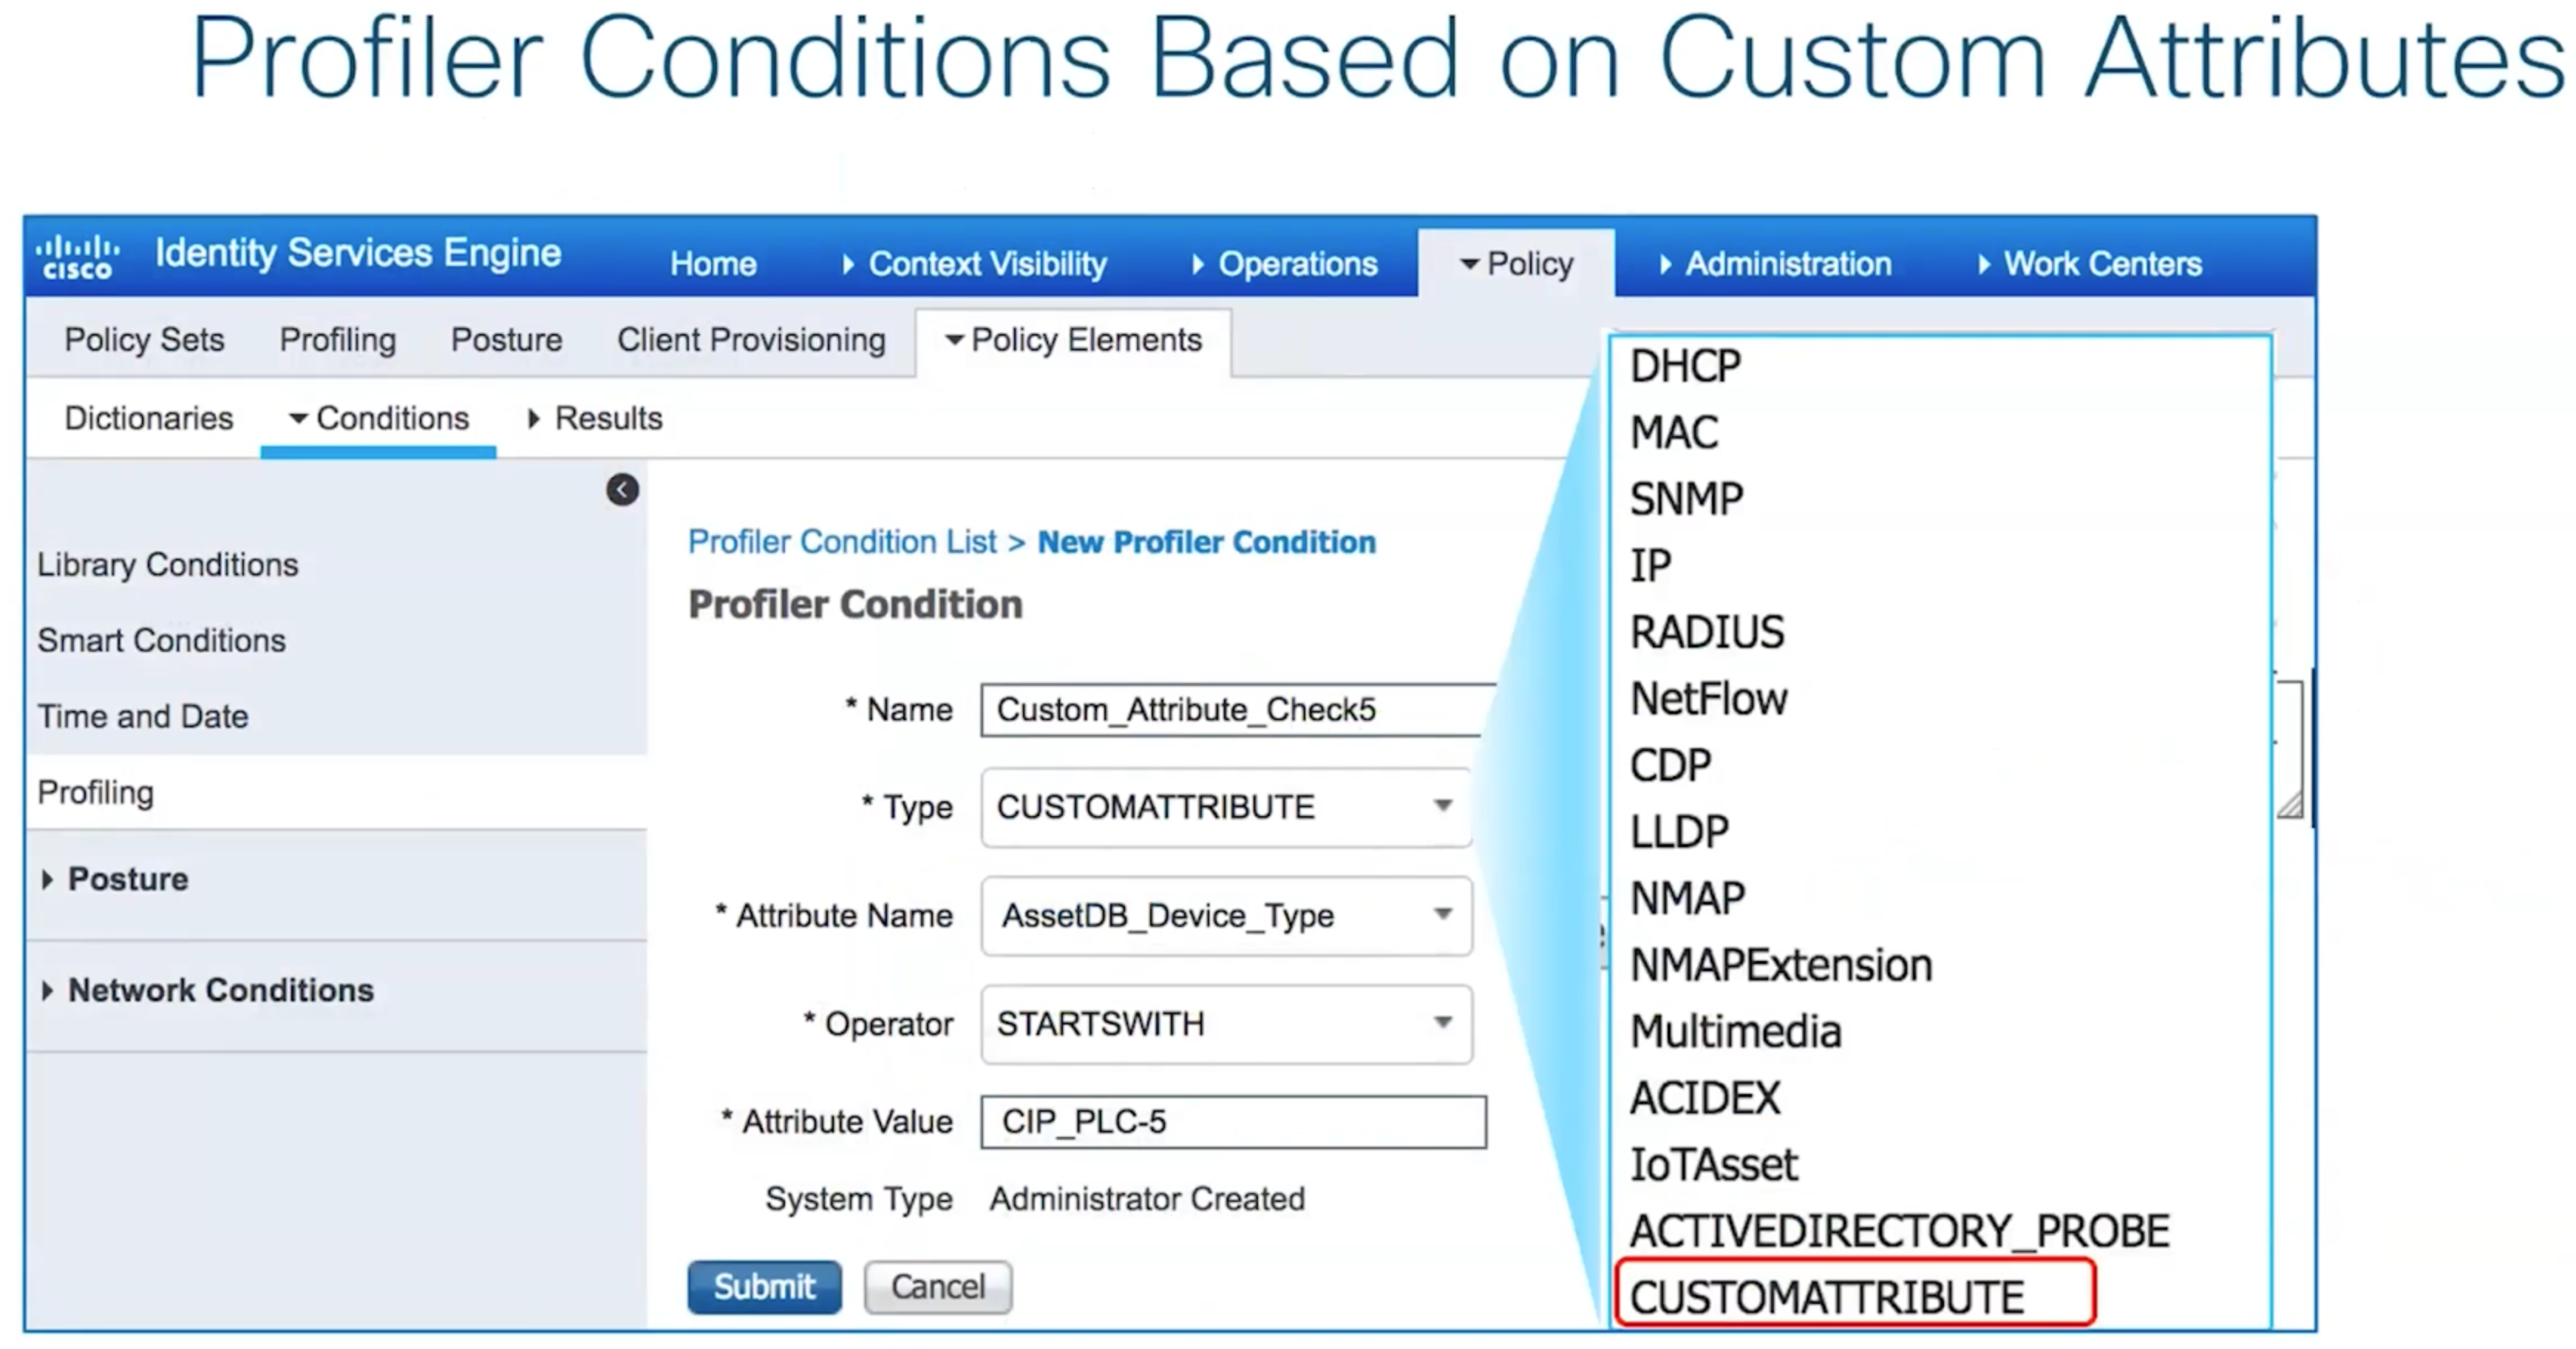 Profiler Conditions Based on Custom Attributes
CISCO Identity Services Engine Home Context Visibility Operations Policy Administration Work Centers
Policy Sets Profiling Posture Client Provisioning Policy Elements
Dictionaries Conditions Results
Library Conditions
Smart Conditions
Time and Date
Profiling
Posture
Network Conditions
Profiler Condition List > New Profiler Condition
Profiler Condition
* Name Custom_Attribute_Check5
* Type CUSTOMATTRIBUTE
* Attribute Name AssetDB_Device_Type
* Operator STARTSWITH
* Attribute Value CIP_PLC-5
System Type Administrator Created
Submit Cancel
DHCP
MAC
SNMP
IP
RADIUS
NetFlow
CDP
LLDP
NMAP
NMAPExtension
Multimedia
ACIDEX
IoTAsset
ACTIVEDIRECTORY_PROBE
CUSTOMATTRIBUTE